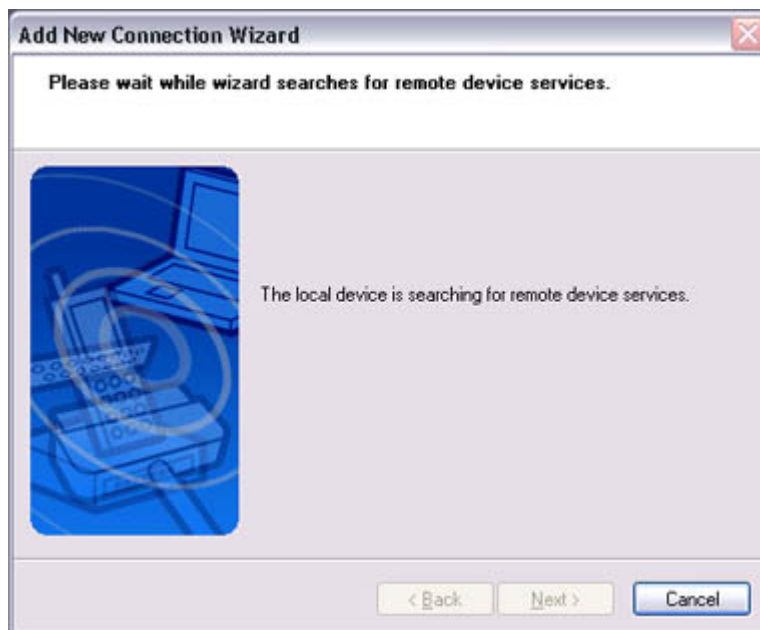 Add New Connection Wizard
Please wait while wizard searches for remote device services.
The local device is searching for remote device services.
< Back
Next >
Cancel